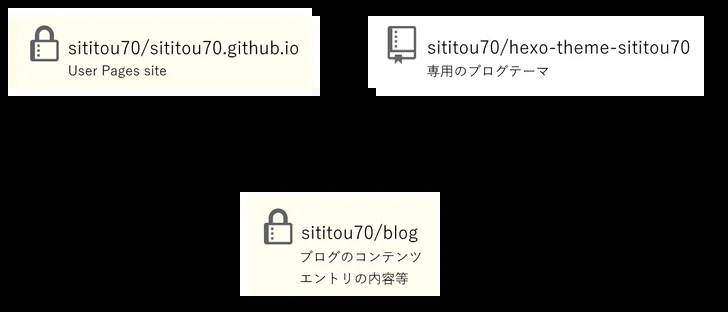 sititou70/sititou70.github.io
User Pages site
sititou70/hexo-theme-sititou70
専用のブログテーマ
sititou70/blog
ブログのコンテンツ
エントリの内容等